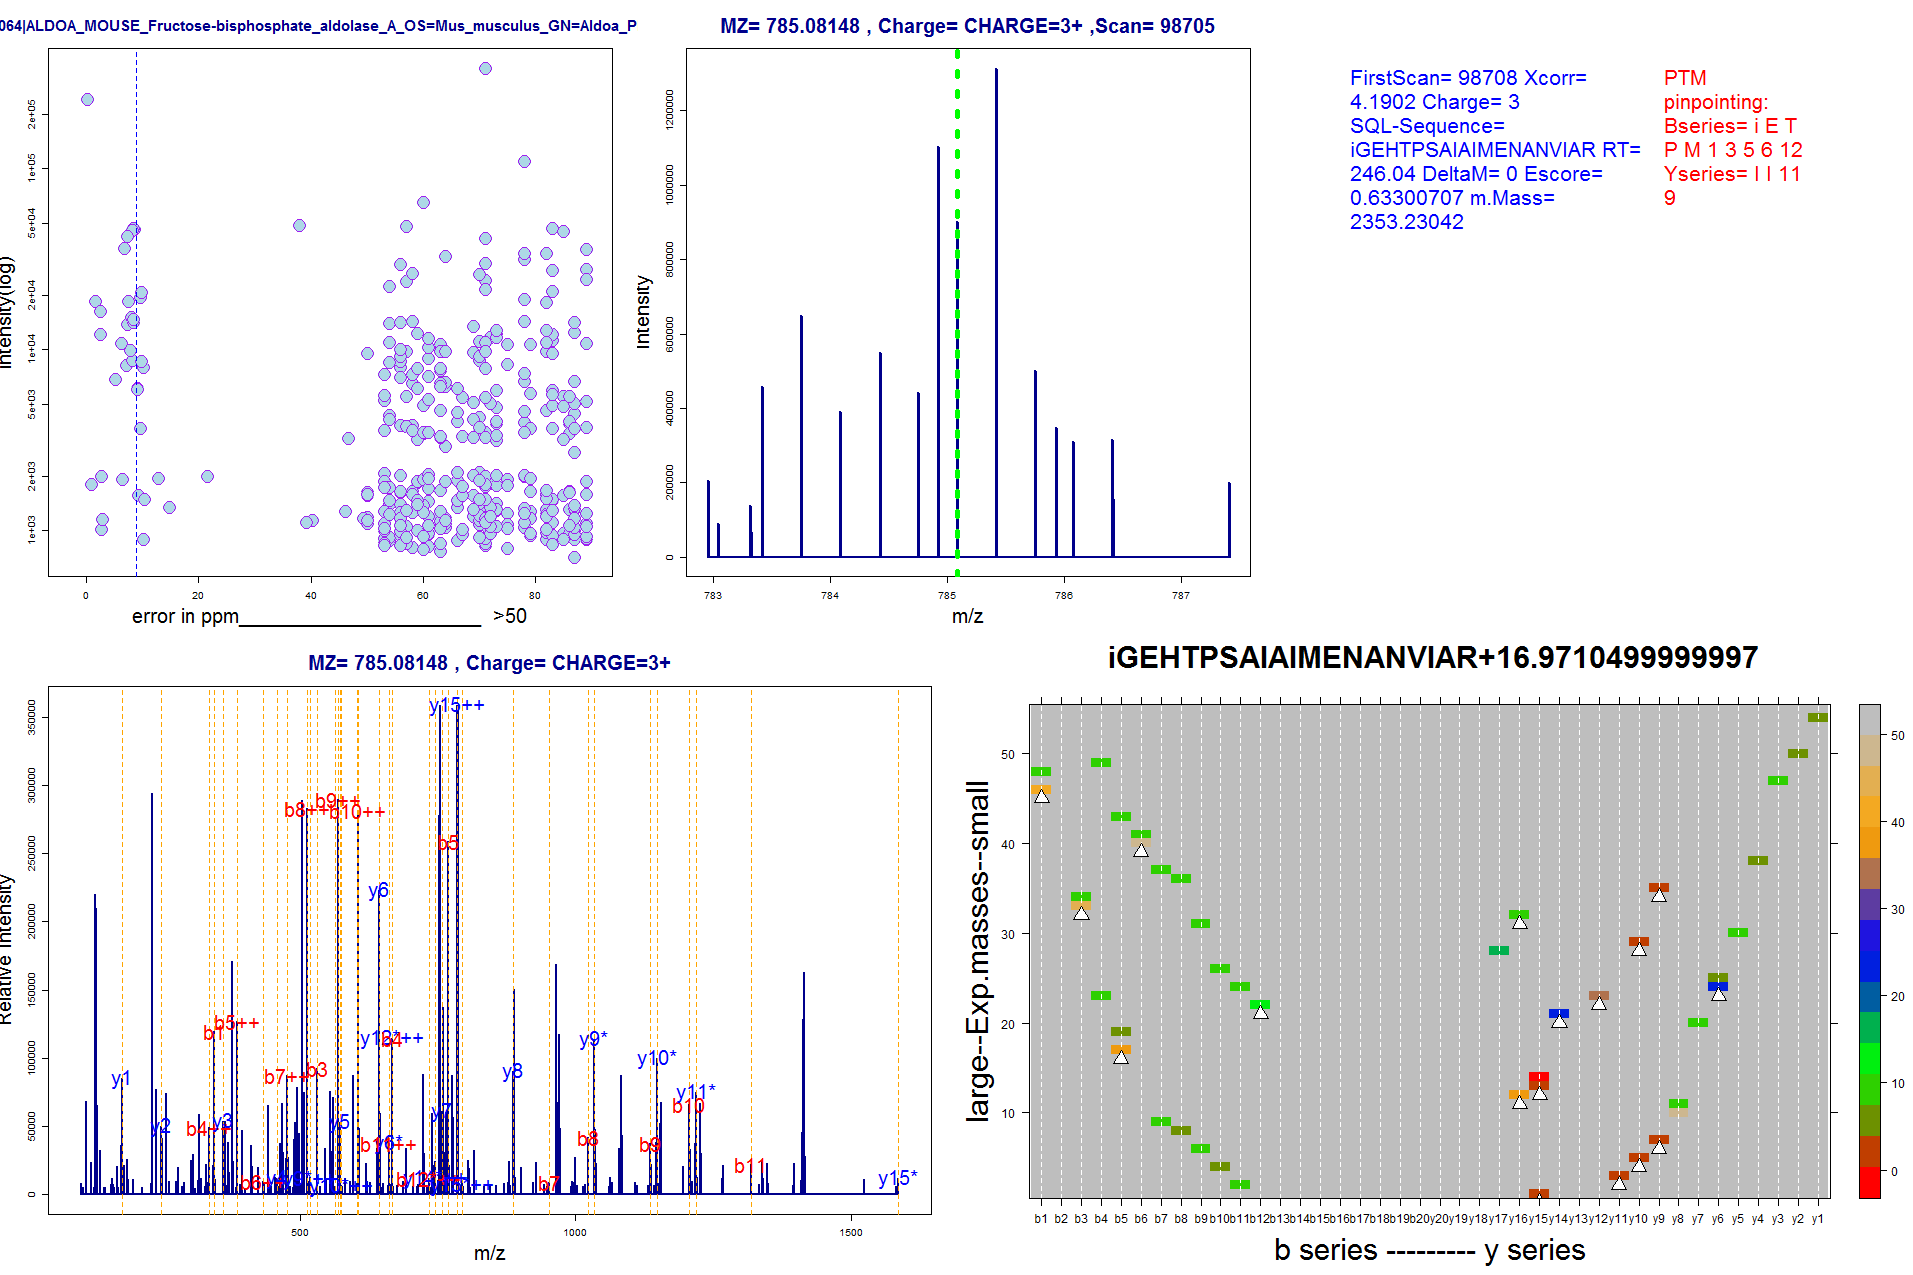 064|ALDOA_MOUSE_Fructose-bisphosphate_aldolase_A_OS=Mus_musculus_GN=Aldoa_P
Intensity(log)
2e+05
1e+05
5e+04
2e+04
1e+04
5e+03
2e+03
1e+03
0 20 40 60 80
error in ppm______________________ >50
MZ= 785.08148 , Charge= CHARGE=3+ ,Scan= 98705
Intensity
1200000
1000000
800000
600000
400000
200000
0
783 784 785 786 787
m/z
FirstScan= 98708 Xcorr=
4.1902 Charge= 3
SQL-Sequence=
iGEHTPSAIAIMENANVIAR RT=
246.04 DeltaM= 0 Escore=
0.63300707 m.Mass=
2353.23042
PTM
pinpointing:
Bseries= i E T
P M 1 3 5 6 12
Yseries= I I 11
9
MZ= 785.08148 , Charge= CHARGE=3+
Relative Intensity
350000
300000
250000
200000
150000
100000
50000
0
y15++
b8++
b9++
b10++
b5
y6
b1
b5++
b4
y9*
y10*
y1
b7++
b3
y8
y11*
b10
y2
b4++
y3
y5
y7
b8
b9
b11
y15*
b7
500 1000 1500
m/z
iGEHTPSAIAIMENANVIAR+16.9710499999997
large--Exp.masses--small
50
40
30
20
10
b1 b2 b3 b4 b5 b6 b7 b8 b9 b10 b11 b12 b13 b14 b15 b16 b17 b18 b19 b20 y20 y19 y18 y17 y16 y15 y14 y13 y12 y11 y10 y9 y8 y7 y6 y5 y4 y3 y2 y1
b series --------- y series
50
40
30
20
10
0